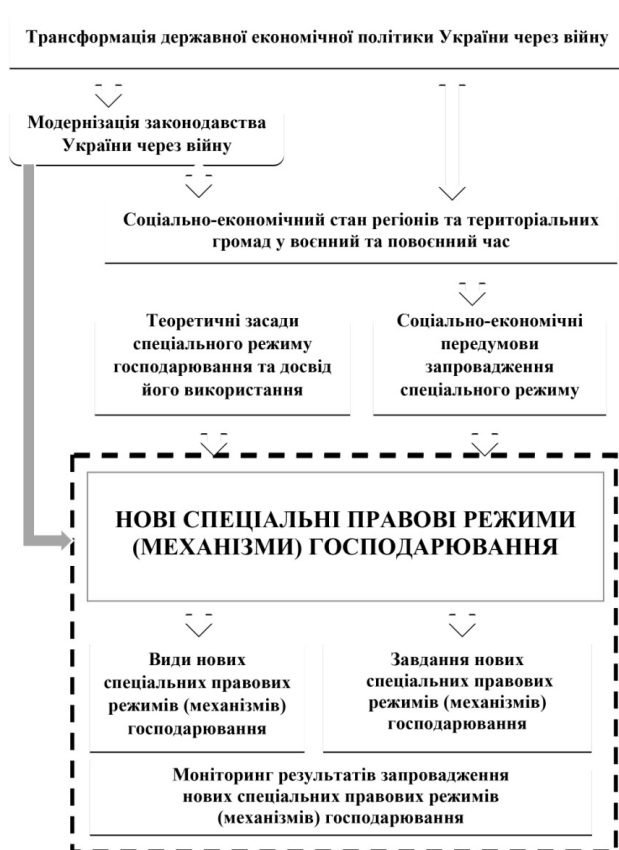 Трансформація державної економічної політики України через війну
Модернізація законодавства
України через війну
Соціально-економічний стан регіонів та територіальних
громад у воєнний та повоєнний час
Теоретичні засади
спеціального режиму
господарювання та досвід
його використання
Соціально-економічні
передумови
запровадження
спеціального режиму
НОВІ СПЕЦІАЛЬНІ ПРАВОВІ РЕЖИМИ
(МЕХАНІЗМИ) ГОСПОДАРЮВАННЯ
Види нових
спеціальних правових
режимів (механізмів)
господарювання
Завдання нових
спеціальних правових
режимів (механізмів)
господарювання
Моніторинг результатів запровадження
нових спеціальних правових режимів
(механізмів) господарювання